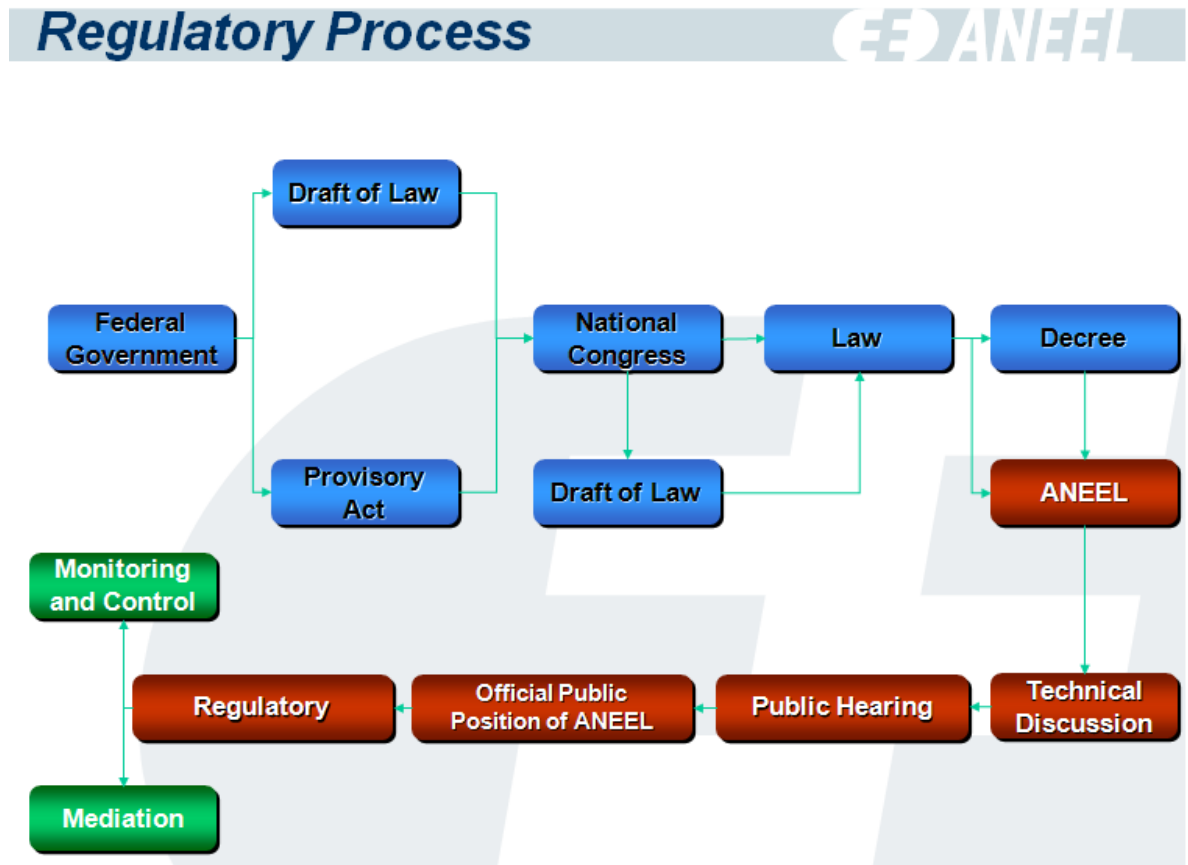 Regulatory Process
ANEEL
Draft of Law
Federal
Government
National
Congress
Law
Decree
Provisory
Act
Draft of Law
ANEEL
Monitoring
and Control
Regulatory
Official Public
Position of ANEEL
Public Hearing
Technical
Discussion
Mediation